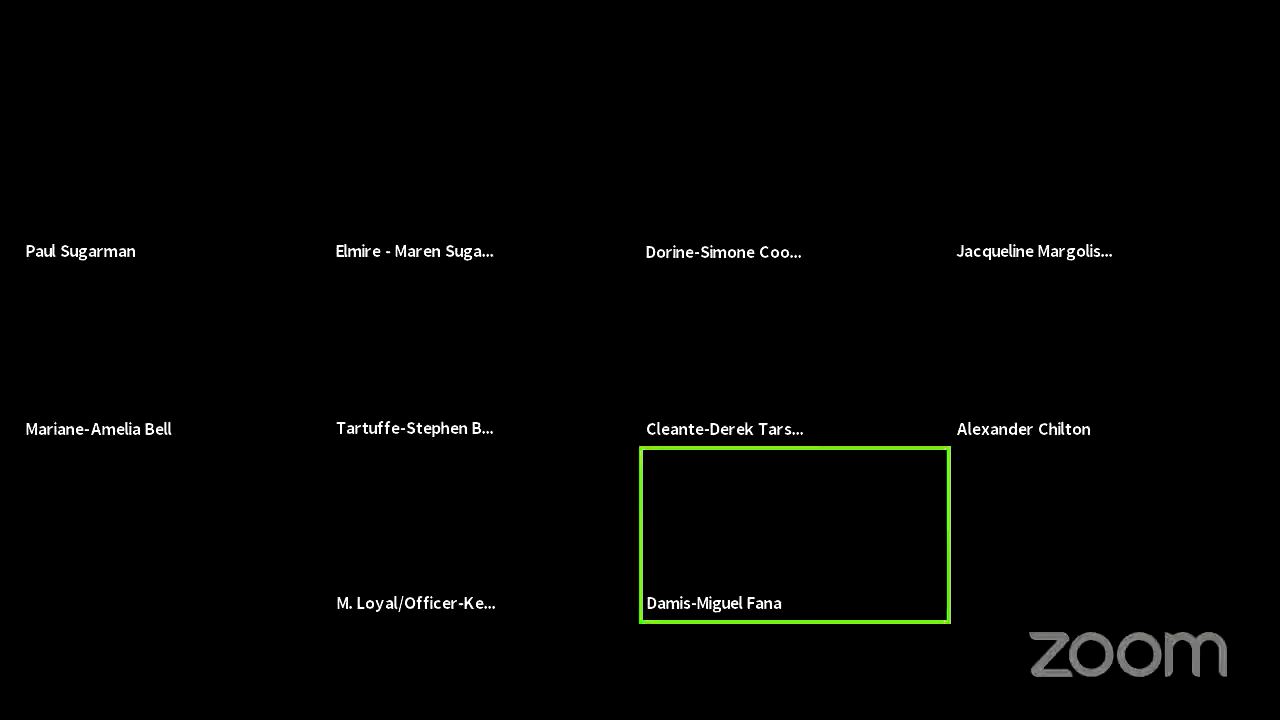 Paul Sugarman
Elmire - Maren Suga...
Dorine-Simone Coo...
Jacqueline Margolis...
Mariane-Amelia Bell
Tartuffe-Stephen B...
Cleante-Derek Tars...
Alexander Chilton
M. Loyal/Officer-Ke...
Damis-Miguel Fana
zoom